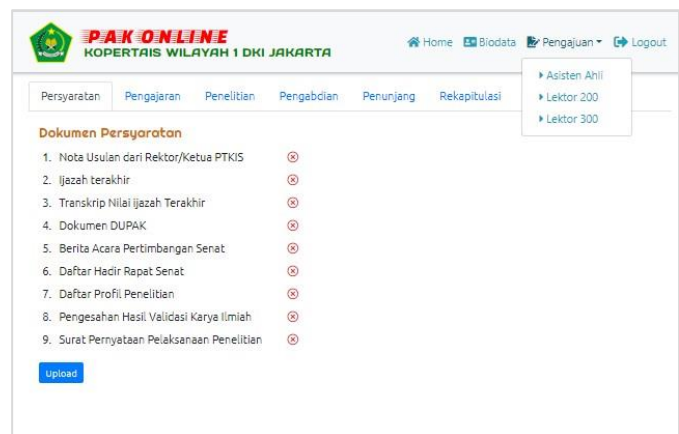 PAK ONLINE
KOPERTAIS WILAYAH 1 DKI JAKARTA
Home Biodata Pengajuan Logout
Asisten Ahli
Lektor 200
Lektor 300
Persyaratan Pengajaran Penelitian Pengabdian Penunjang Rekapitulasi
Dokumen Persyaratan
1. Nota Usulan dari Rektor/Ketua PTKIS
2. Ijazah terakhir
3. Transkrip Nilai ijazah Terakhir
4. Dokumen DUPAK
5. Berita Acara Pertimbangan Senat
6. Daftar Hadir Rapat Senat
7. Daftar Profil Penelitian
8. Pengesahan Hasil Validasi Karya Ilmiah
9. Surat Pernyataan Pelaksanaan Penelitian
Upload